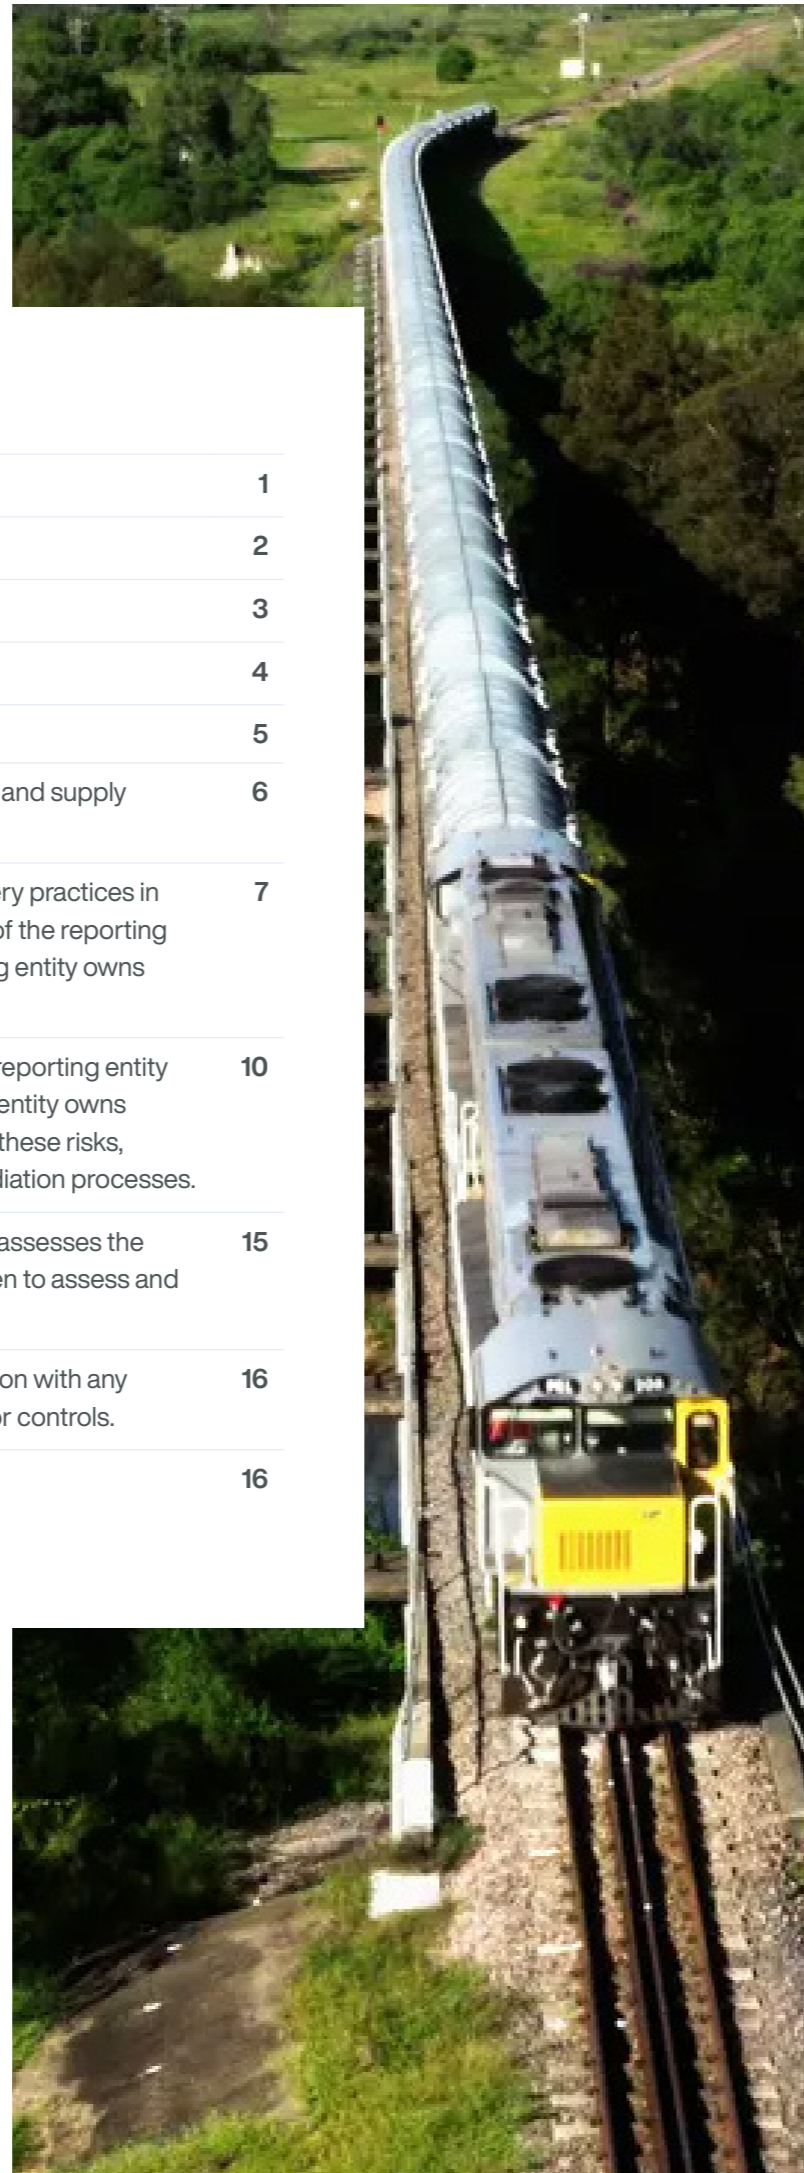 1
2
3
4
5
and supply 6
ry practices in 7
of the reporting
g entity owns
reporting entity 10
entity owns
these risks,
diation processes.
assesses the 15
en to assess and
on with any 16
or controls.
16